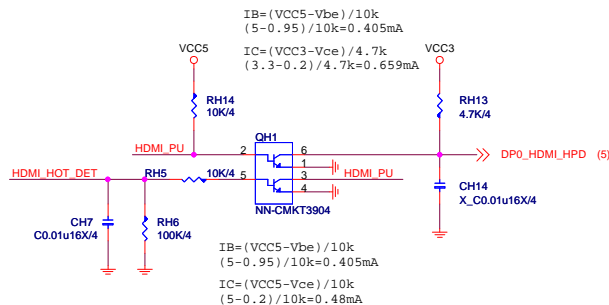 IB=(VCC5-Vbe)/10k
(5-0.95)/10k=0.405mA
IC=(VCC3-Vce)/4.7k
(3.3-0.2)/4.7k=0.659mA
VCC5
VCC3
RH14
10K/4
RH13
4.7K/4
QH1
HDMI_PU
2
6
DP0_HDMI_HPD (5)
1
HDMI_HOT_DET
RH5
10K/4
5
3
HDMI_PU
4
CH14
X_C0.01u16X/4
NN-CMKT3904
CH7
C0.01u16X/4
RH6
100K/4
IB=(VCC5-Vbe)/10k
(5-0.95)/10k=0.405mA
IC=(VCC5-Vce)/10k
(5-0.2)/10k=0.48mA